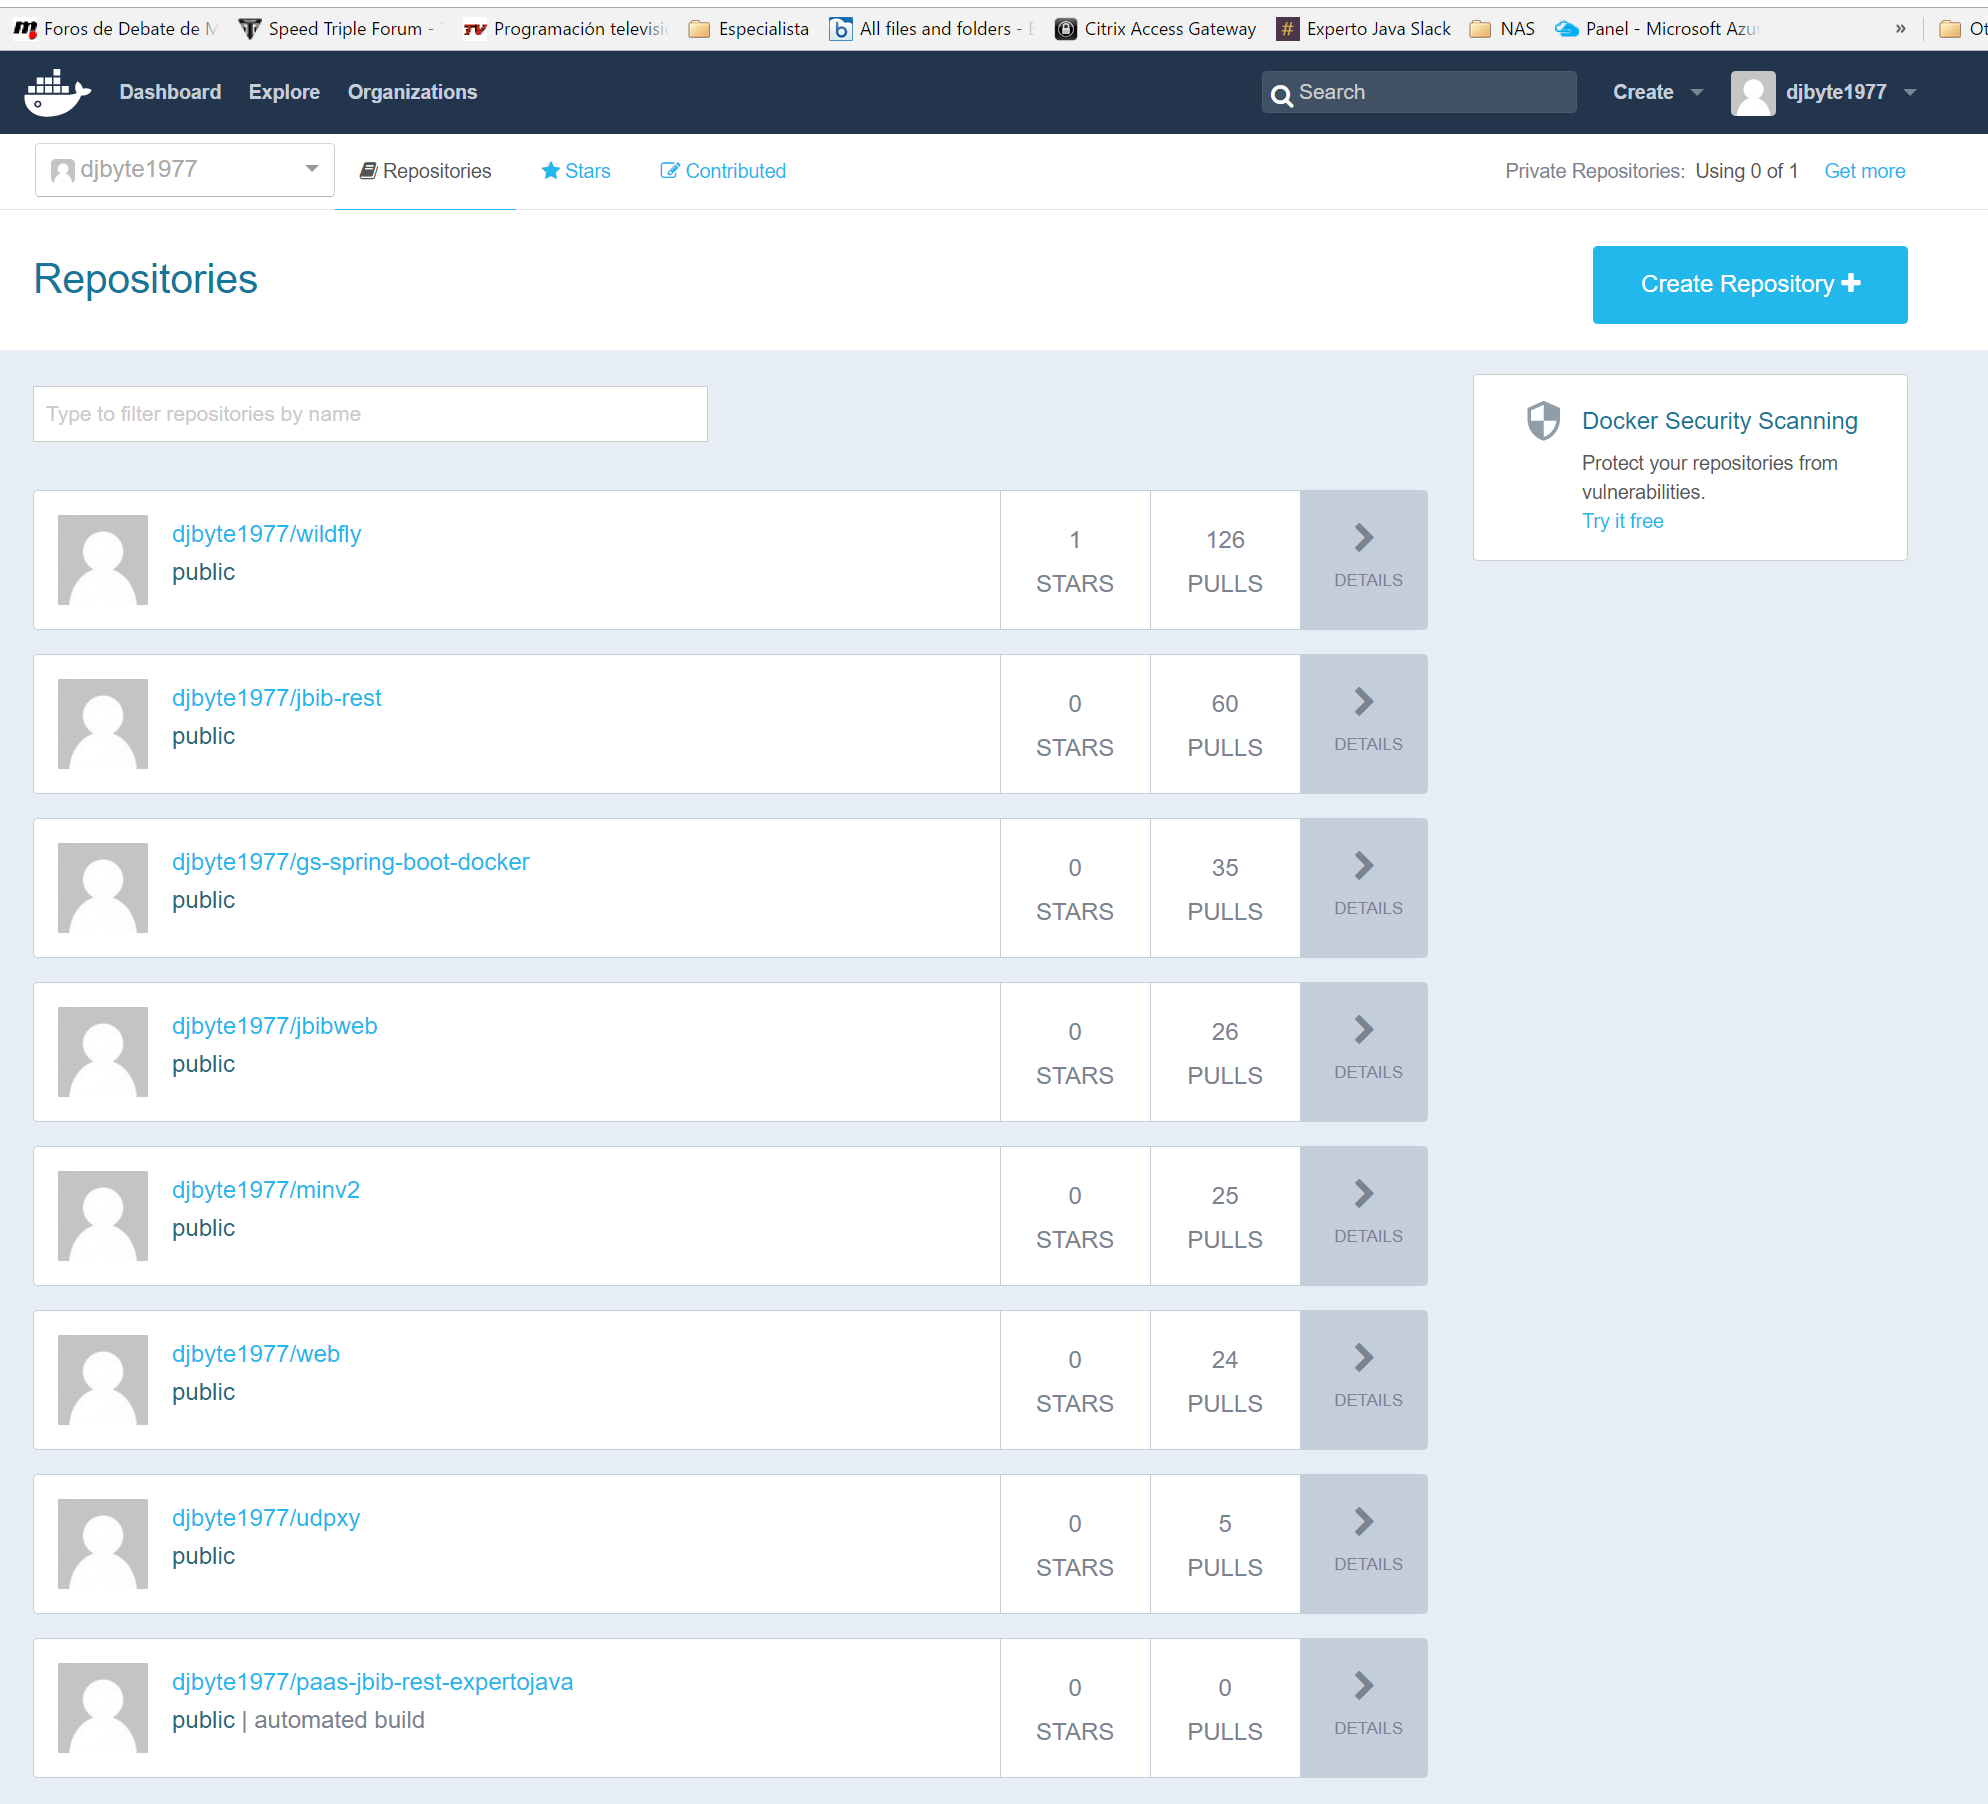 Foros de Debate de M Speed Triple Forum - Programación televisi Especialista All files and folders - Citrix Access Gateway Experto Java Slack NAS Panel - Microsoft Azu » Ot
Dashboard Explore Organizations Search Create djbyte1977
djbyte1977 Repositories Stars Contributed Private Repositories: Using 0 of 1 Get more
Repositories
Create Repository
Type to filter repositories by name
Docker Security Scanning
Protect your repositories from
vulnerabilities.
Try it free
djbyte1977/wildfly
public
1
STARS
126
PULLS
DETAILS
djbyte1977/jbib-rest
public
0
STARS
60
PULLS
DETAILS
djbyte1977/gs-spring-boot-docker
public
0
STARS
35
PULLS
DETAILS
djbyte1977/jbibweb
public
0
STARS
26
PULLS
DETAILS
djbyte1977/minv2
public
0
STARS
25
PULLS
DETAILS
djbyte1977/web
public
0
STARS
24
PULLS
DETAILS
djbyte1977/udpxy
public
0
STARS
5
PULLS
DETAILS
djbyte1977/paas-jbib-rest-expertojava
public | automated build
0
STARS
0
PULLS
DETAILS